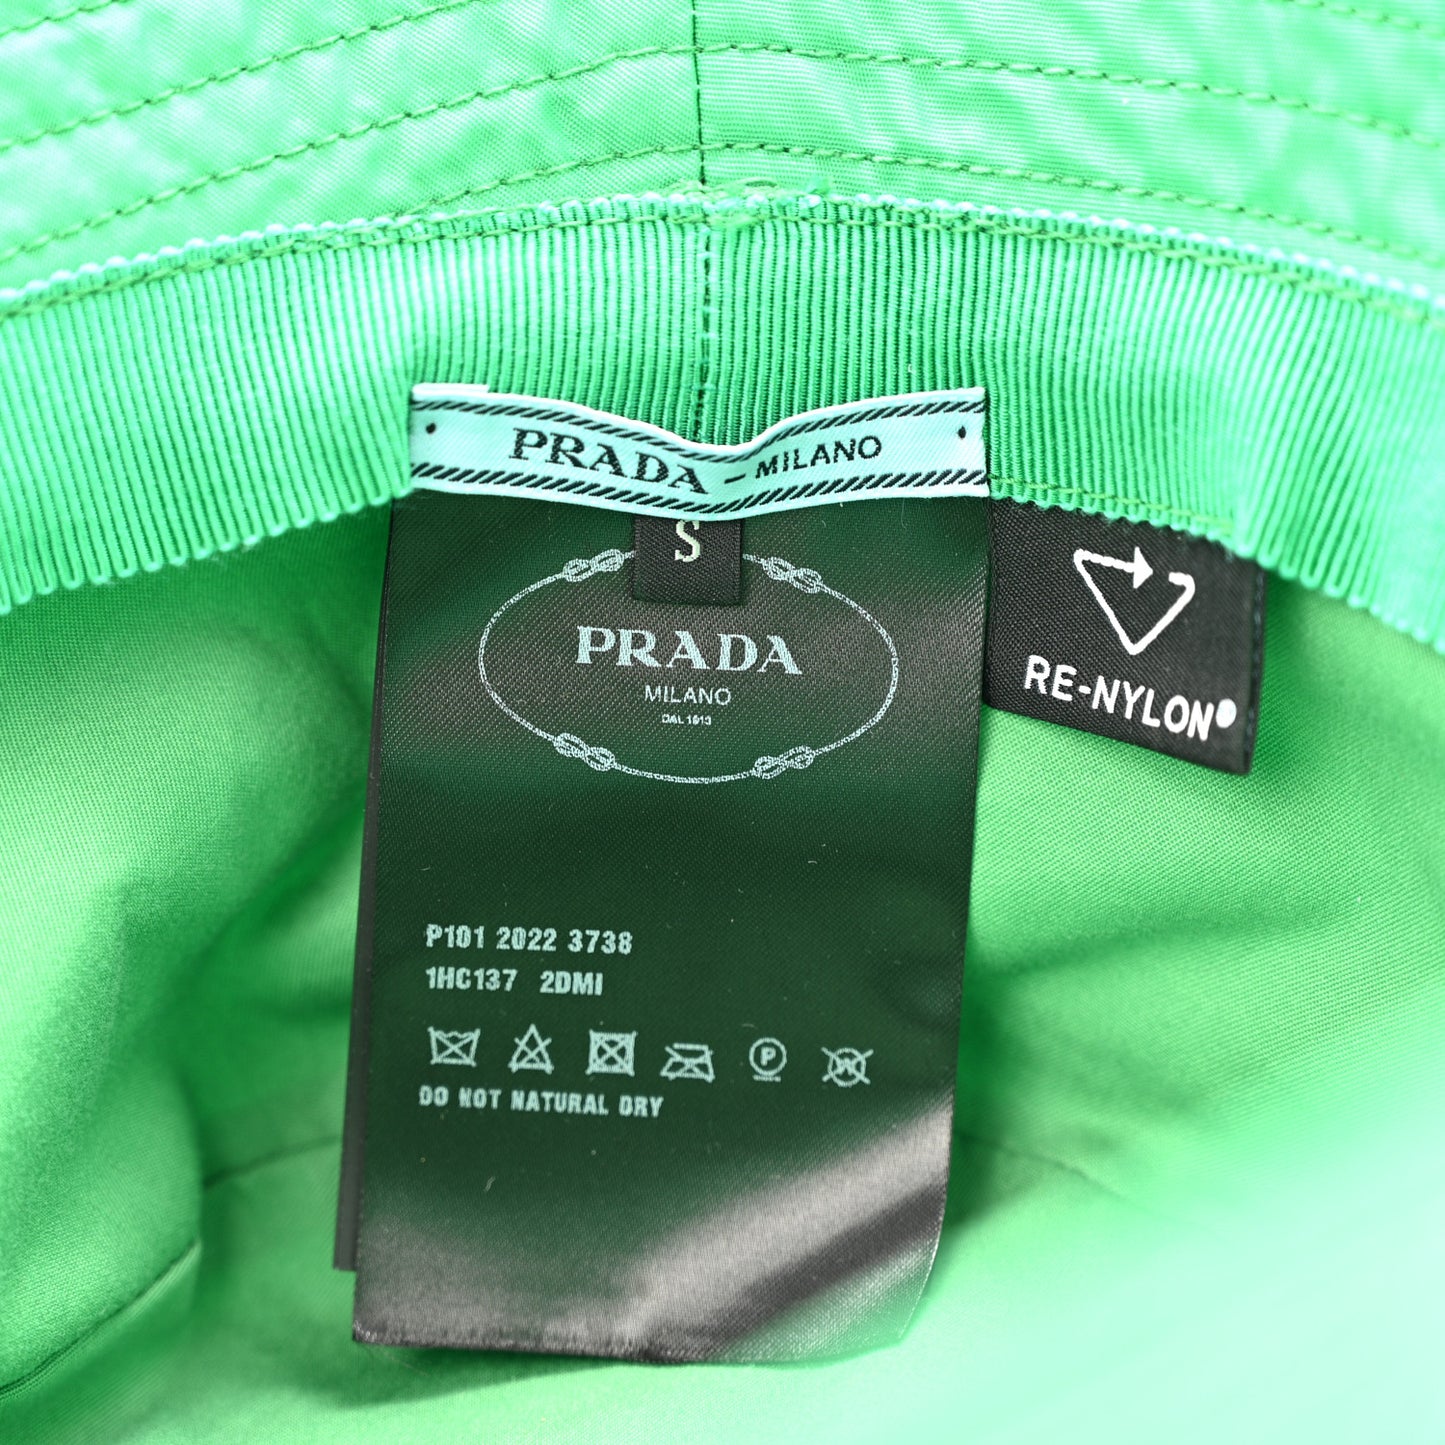 PRADA - MILANO
S
PRADA
MILANO
DAL 1913
RE-NYLON®
P101 2022 3738
1HC137 2DMI
P W
DO NOT NATURAL DRY